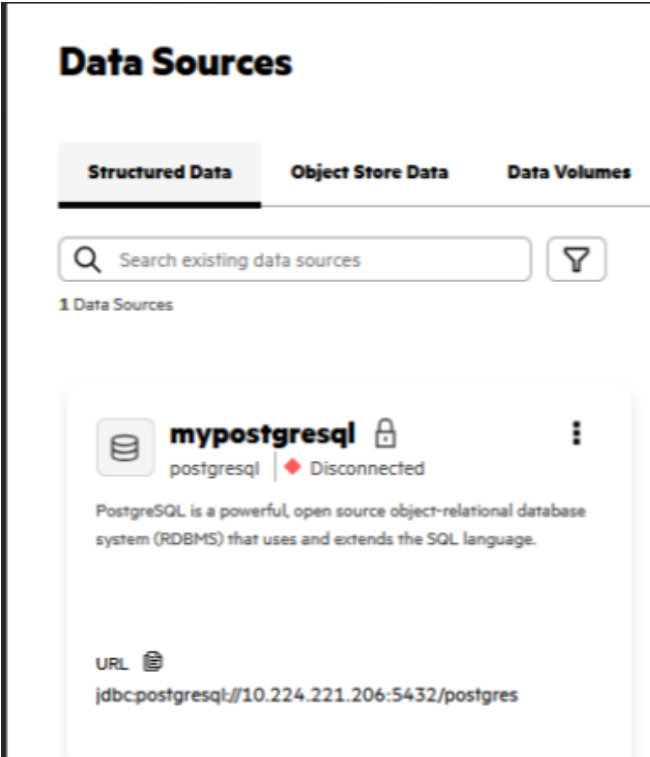 Data Sources
Structured Data Object Store Data Data Volumes
Search existing data sources
1 Data Sources
mypostgresql
postgresql Disconnected
PostgreSQL is a powerful, open source object-relational database
system (RDBMS) that uses and extends the SQL language.
URL
jdbc:postgresql://10.224.221.206:5432/postgres